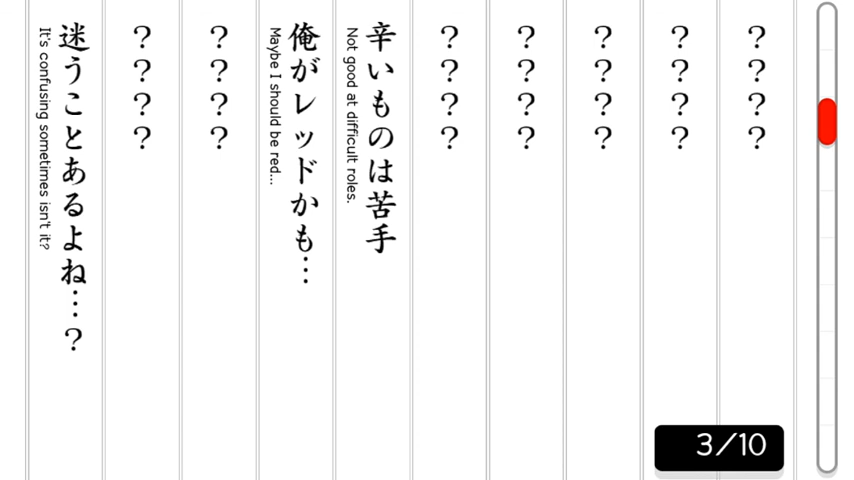 ????
????
????
????
????
辛いものは苦手
Not good at difficult roles.
俺がレッドかも…
Maybe I should be red...
????
????
迷うことあるよね…?
It's confusing sometimes isn't it?
3/10